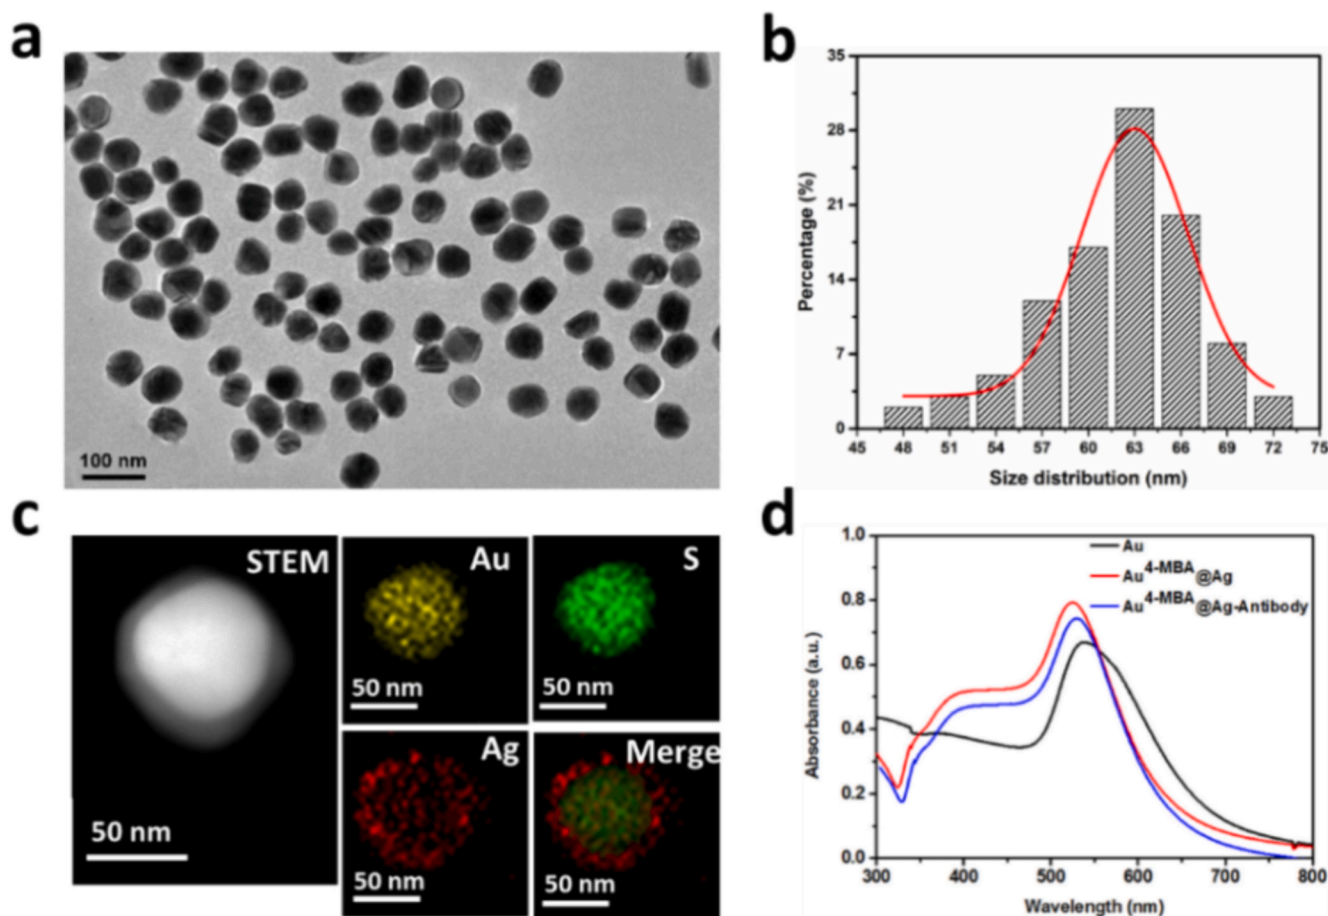 a
100 nm
b
35
28
21
14
7
0
Percentage (%)
45 48 51 54 57 60 63 66 69 72 75
Size distribution (nm)
c
STEM
50 nm
Au
50 nm
S
50 nm
Ag
50 nm
Merge
50 nm
d
1.0
0.8
0.6
0.4
0.2
0.0
Absorbance (a.u.)
Au
Au4-MBA@Ag
Au4-MBA@Ag-Antibody
300 400 500 600 700 800
Wavelength (nm)